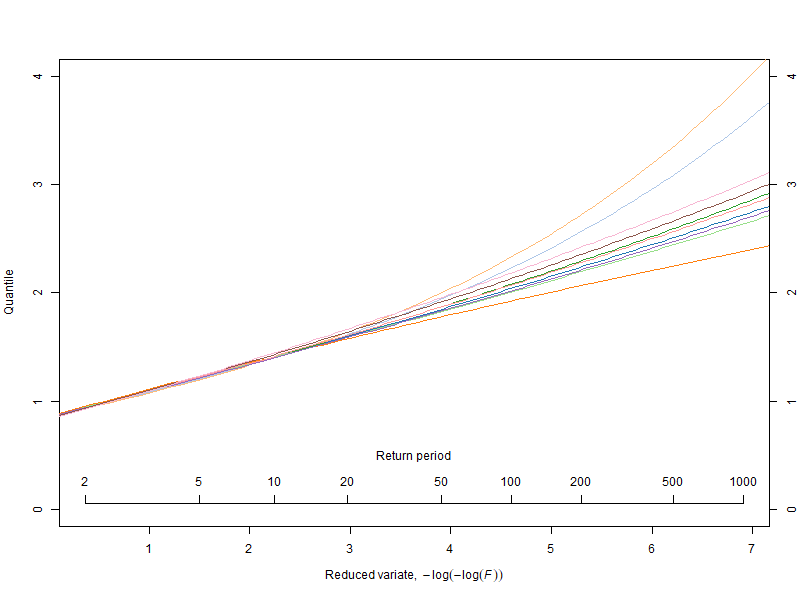 4 4
3 3
Quantile
2 2
1 1
Return period
2 5 10 20 50 100 200 500 1000
0 0
1 2 3 4 5 6 7
Reduced variate, −log(−log(F))